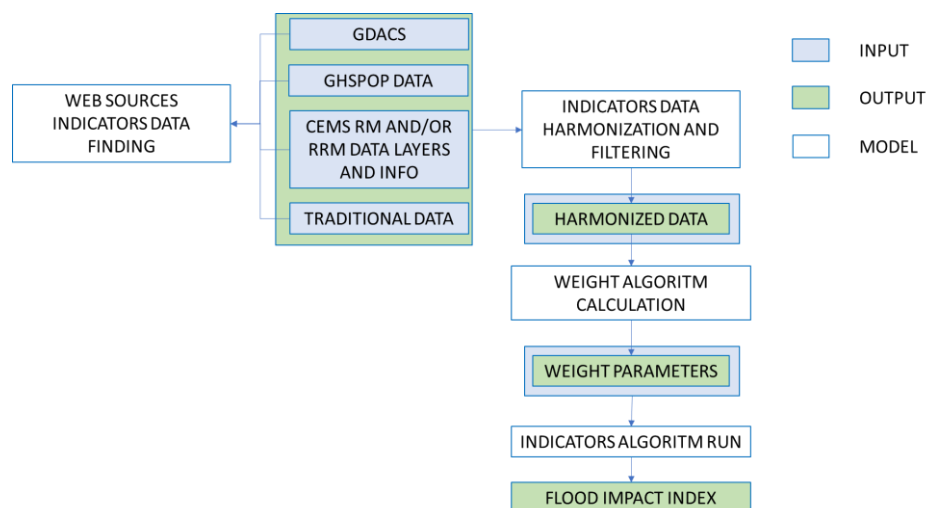 GDACS
GHSPOP DATA
CEMS RM AND/OR
RRM DATA LAYERS
AND INFO
TRADITIONAL DATA
WEB SOURCES
INDICATORS DATA
FINDING
INDICATORS DATA
HARMONIZATION AND
FILTERING
HARMONIZED DATA
WEIGHT ALGORITM
CALCULATION
WEIGHT PARAMETERS
INDICATORS ALGORITM RUN
FLOOD IMPACT INDEX
INPUT
OUTPUT
MODEL